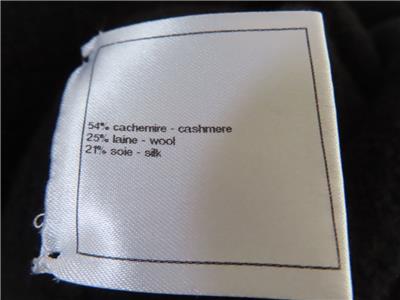 54% cachemire - cashmere
25% laine - wool
21% soie - silk